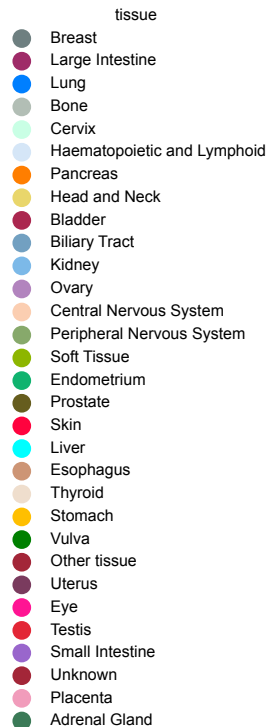 tissue
Breast
Large Intestine
Lung
Bone
Cervix
Haematopoietic and Lymphoid
Pancreas
Head and Neck
Bladder
Biliary Tract
Kidney
Ovary
Central Nervous System
Peripheral Nervous System
Soft Tissue
Endometrium
Prostate
Skin
Liver
Esophagus
Thyroid
Stomach
Vulva
Other tissue
Uterus
Eye
Testis
Small Intestine
Unknown
Placenta
Adrenal Gland